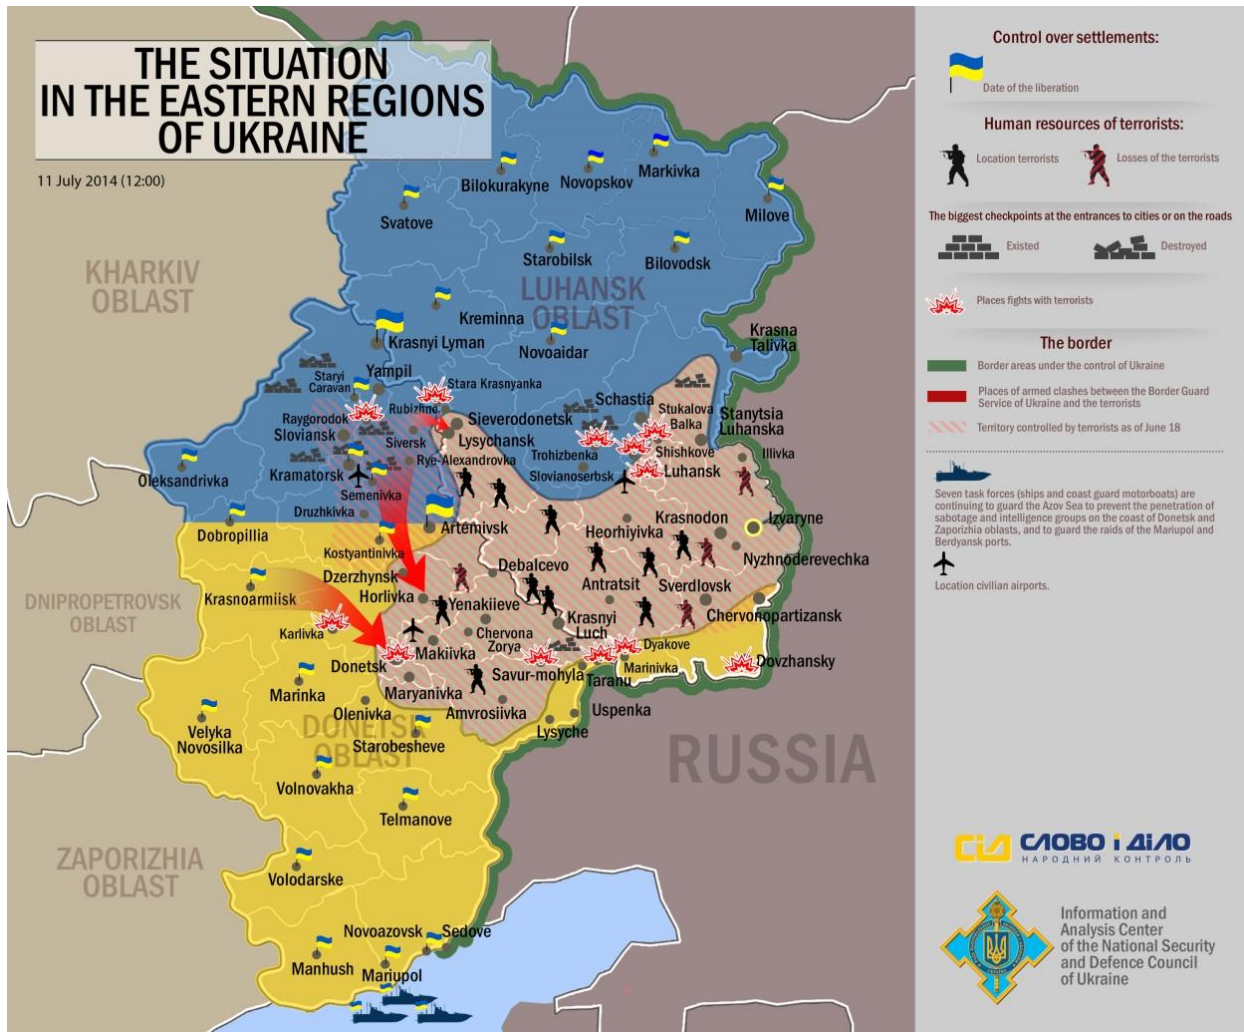 THE SITUATION
IN THE EASTERN REGIONS
OF UKRAINE
11 July 2014 (12:00)
KHARKIV
OBLAST
LUHANSK
OBLAST
DNIPROPETROVSK
OBLAST
DONETSK
OBLAST
ZAPORIZHIA
OBLAST
RUSSIA
Svatove
Bilokurakyne
Novopskov
Markivka
Milove
Starobilsk
Bilovodsk
Kreminna
Krasnyi Lyman
Novoaidar
Krasna
Talivka
Yampil
Staryi
Caravan
Stara Krasnyanka
Raygorodok
Rubizhne
Sieverodonetsk
Schastia
Stukalova
Balka
Stanytsia
Luhanska
Sloviansk
Siversk
Lysychansk
Trohizbenka
Shishkove
Illivka
Rye-Alexandrovka
Oleksandrivka
Kramatorsk
Slovianoserbsk
Luhansk
Semenivka
Druzhkivka
Dobropillia
Artemivsk
Heorhiyivka
Krasnodon
Izvaryne
Kostyantinivka
Nyzhnoderevechka
Dzerzhynsk
Debalcevo
Antratsit
Sverdlovsk
Krasnoarmiisk
Horlivka
Yenakiieve
Chervonopartizansk
Krasnyi
Luch
Karlivka
Chervona
Zorya
Makiivka
Dyakove
Donetsk
Savur-mohyla
Taranu
Marinivka
Dovzhansky
Marinka
Maryanivka
Olenivka
Amvrosiivka
Uspenka
Lysyche
Velyka
Novosilka
Starobesheve
Volnovakha
Telmanove
Volodarske
Novoazovsk
Sedove
Manhush
Mariupol
Control over settlements:
Date of the liberation
Human resources of terrorists:
Location terrorists
Losses of the terrorists
The biggest checkpoints at the entrances to cities or on the roads
Existed
Destroyed
Places fights with terrorists
The border
Border areas under the control of Ukraine
Places of armed clashes between the Border Guard
Service of Ukraine and the terrorists
Territory controlled by terrorists as of June 18
Seven task forces (ships and coast guard motorboats) are
continuing to guard the Azov Sea to prevent the penetration of
sabotage and intelligence groups on the coast of Donetsk and
Zaporizhia oblasts, and to guard the raids of the Mariupol and
Berdyansk ports.
Location civilian airports.
СІД СЛОВО І ДІЛО
НАРОДНИЙ КОНТРОЛЬ
Information and
Analysis Center
of the National Security
and Defence Council
of Ukraine